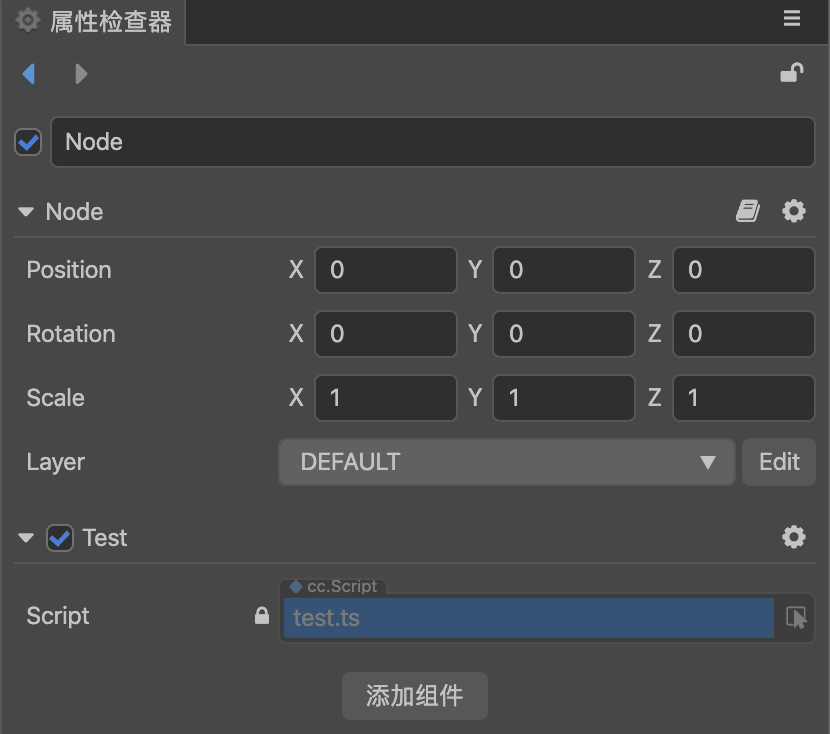 属性检查器
Node
Node
Position X 0 Y 0 Z 0
Rotation X 0 Y 0 Z 0
Scale X 1 Y 1 Z 1
Layer DEFAULT Edit
Test
cc.Script
Script test.ts
添加组件